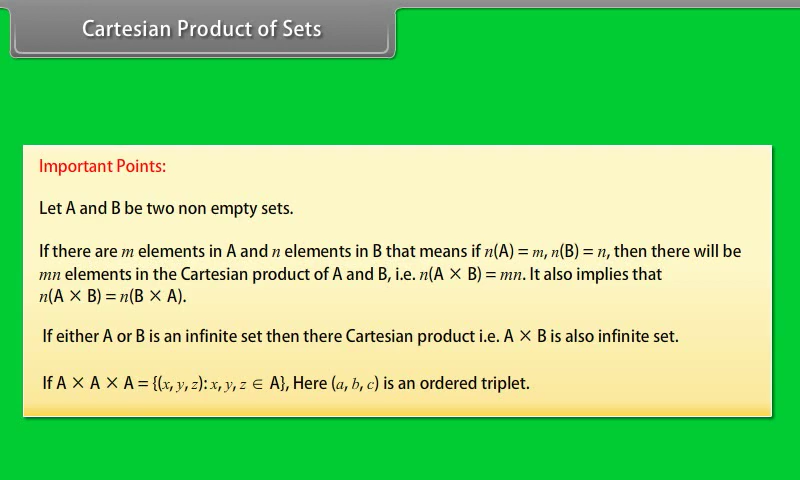 Cartesian Product of Sets
Important Points:
Let A and B be two non empty sets.
If there are m elements in A and n elements in B that means if n(A) = m, n(B) = n, then there will be
mn elements in the Cartesian product of A and B, i.e. n(A × B) = mn. It also implies that
n(A × B) = n(B × A).
If either A or B is an infinite set then there Cartesian product i.e. A × B is also infinite set.
If A × A × A = {(x, y, z): x, y, z ∈ A}, Here (a, b, c) is an ordered triplet.